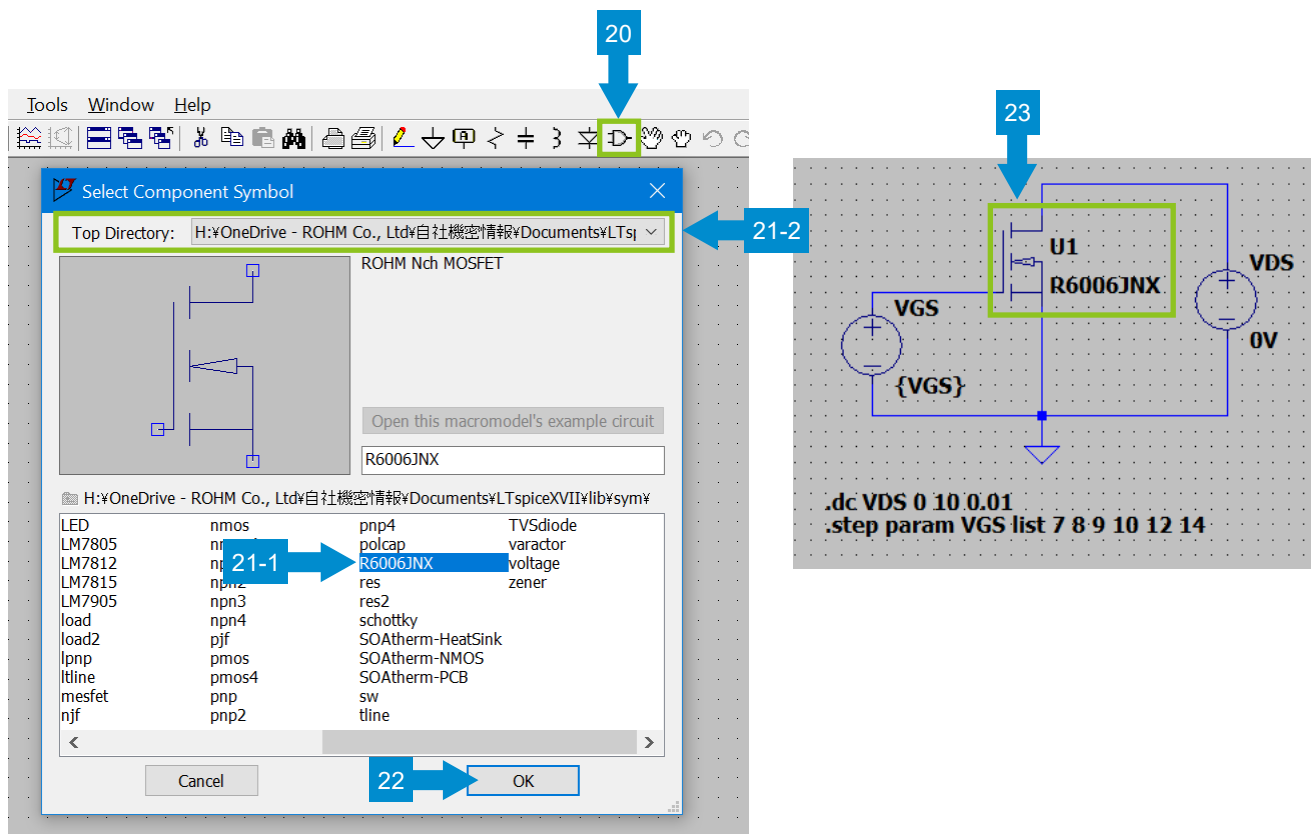 20
Tools Window Help
Select Component Symbol
Top Directory: H:¥OneDrive - ROHM Co., Ltd¥自社機密情報¥Documents¥LTsp
21-2
ROHM Nch MOSFET
Open this macromodel's example circuit
R6006JNX
H:¥OneDrive - ROHM Co., Ltd¥自社機密情報¥Documents¥LTspiceXVII¥lib¥sym¥
LED nmos pnp4 TVSdiode
LM7805 polcap varactor
LM7812 21-1 R6006JNX voltage
LM7815 npn2 res zener
LM7905 npn3 res2
load npn4 schottky
load2 pjf SOAtherm-HeatSink
lpnp pmos SOAtherm-NMOS
ltline pmos4 SOAtherm-PCB
mesfet pnp sw
njf pnp2 tline
Cancel 22 OK
23
U1
R6006JNX
VDS
VGS
0V
{VGS}
.dc VDS 0 10 0.01
.step param VGS list 7 8 9 10 12 14